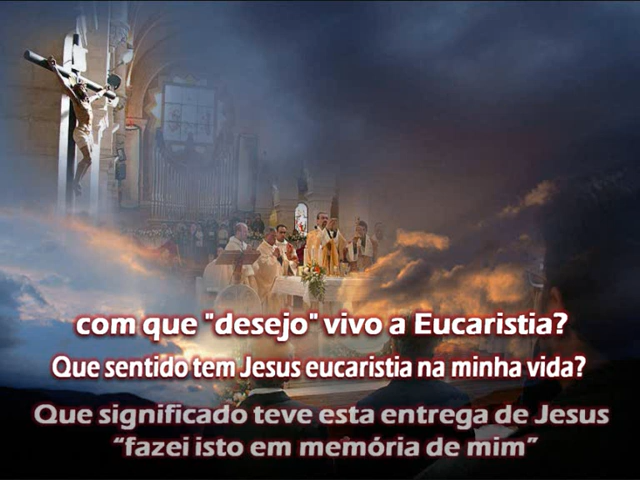 com que "desejo" vivo a Eucaristia?
Que sentido tem Jesus eucaristia na minha vida?
Que significado teve esta entrega de Jesus
“fazei isto em memória de mim”